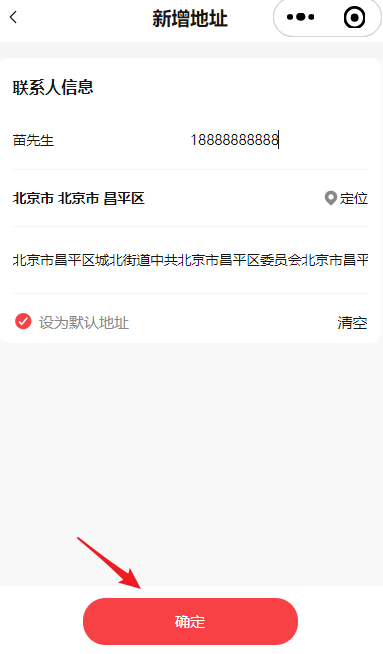 新增地址
联系人信息
苗先生 18888888888
北京市 北京市 昌平区 定位
北京市昌平区城北街道中共北京市昌平区委员会北京市昌平
设为默认地址 清空
确定